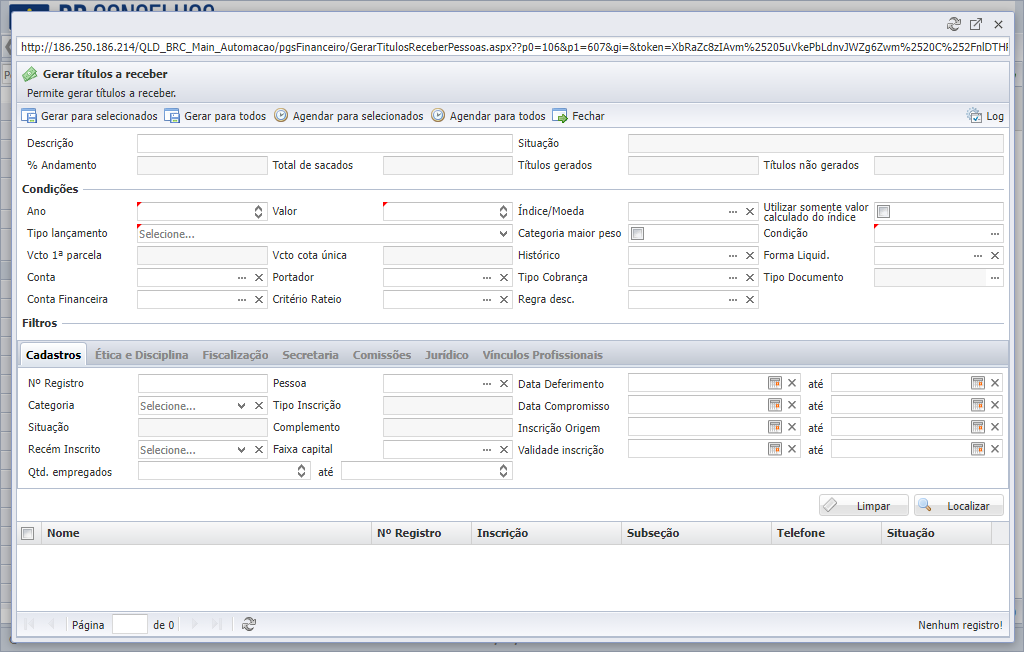 BR CONSELHOS
http://186.250.186.214/QLD_BRC_Main_Automacao/pgsFinanceiro/GerarTitulosReceberPessoas.aspx??p0=106&p1=607&gi=&token=XbRaZc8zIAvm%25205uVkePbLdnvJWZg6Zwm%2520C%252FnlDTHF
Gerar títulos a receber
Permite gerar títulos a receber.
Gerar para selecionados Gerar para todos Agendar para selecionados Agendar para todos Fechar Log
Descrição Situação
% Andamento Total de sacados Títulos gerados Títulos não gerados
Condições
Ano Valor Índice/Moeda Utilizar somente valor calculado do índice
Tipo lançamento Selecione... Categoria maior peso Condição
Vcto 1ª parcela Vcto cota única Histórico Forma Liquid.
Conta Portador Tipo Cobrança Tipo Documento
Conta Financeira Critério Rateio Regra desc.
Filtros
Cadastros Ética e Disciplina Fiscalização Secretaria Comissões Jurídico Vínculos Profissionais
Nº Registro Pessoa Data Deferimento até
Categoria Selecione... Tipo Inscrição Data Compromisso até
Situação Complemento Inscrição Origem até
Recém Inscrito Selecione... Faixa capital Validade inscrição até
Qtd. empregados até
Limpar Localizar
Nome Nº Registro Inscrição Subseção Telefone Situação
Página de 0 Nenhum registro!